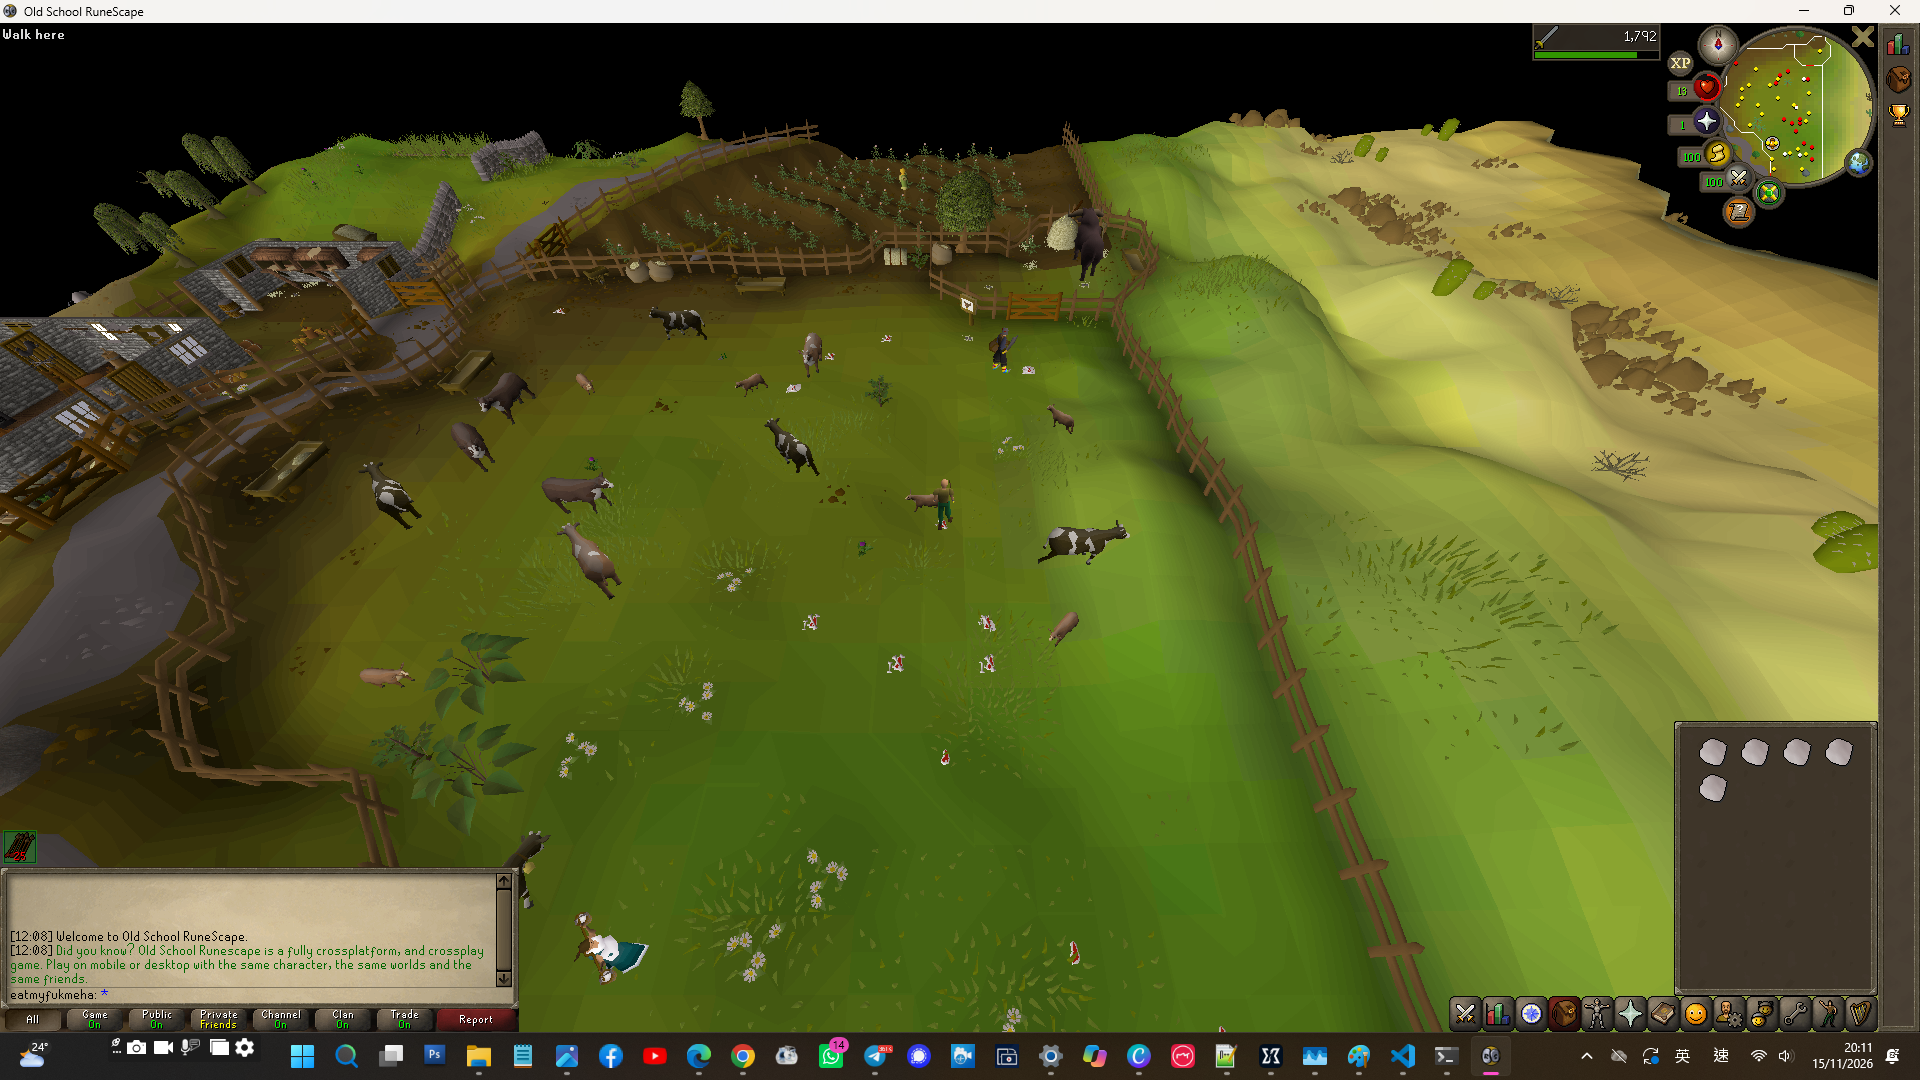 Old School RuneScape
Walk here
1,792
N
XP
13
1
100
100
25
[12:08] Welcome to Old School RuneScape.
[12:08] Did you know? Old School Runescape is a fully crossplatform, and crossplay
game. Play on mobile or desktop with the same character, the same worlds and the
same friends.
eatmyfukmeha: *
All
Game
On
Public
On
Private
Friends
Channel
On
Clan
On
Trade
On
Report
24°
Ps
14
英
速
20:11
15/11/2026